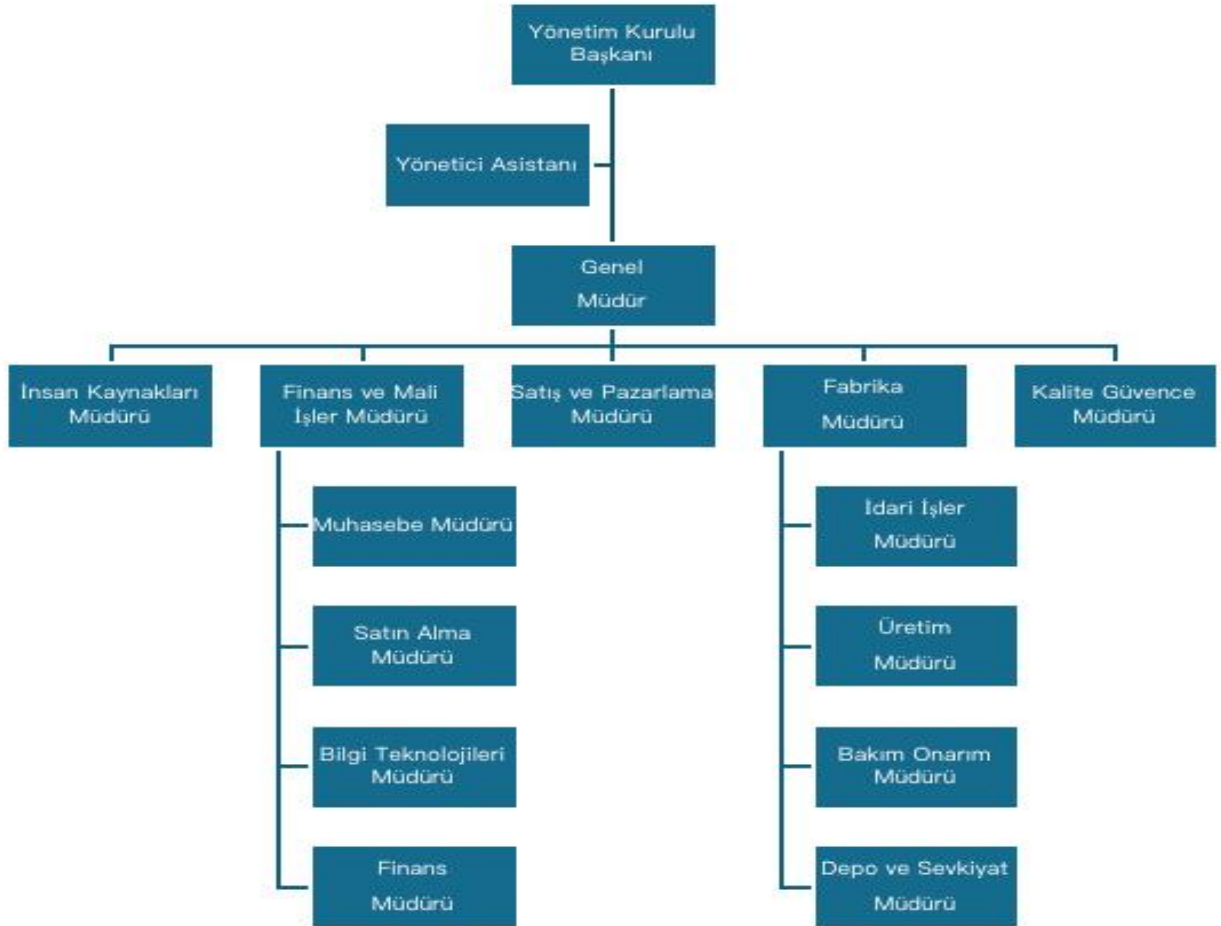 Yönetim Kurulu
Başkanı
Yönetici Asistanı
Genel
Müdür
İnsan Kaynakları
Müdürü
Finans ve Mali
İşler Müdürü
Satış ve Pazarlama
Müdürü
Fabrika
Müdürü
Kalite Güvence
Müdürü
Muhasebe Müdürü
Satın Alma
Müdürü
Bilgi Teknolojileri
Müdürü
Finans
Müdürü
İdari İşler
Müdürü
Üretim
Müdürü
Bakım Onarım
Müdürü
Depo ve Sevkiyat
Müdürü